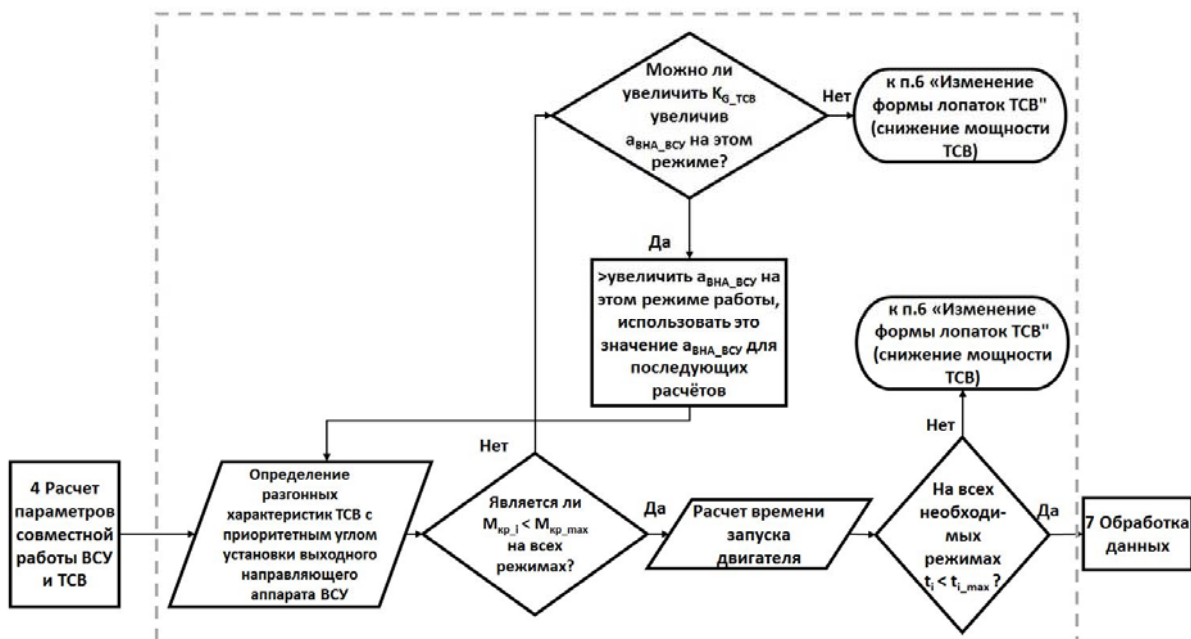 Можно ли
увеличить K_G_ТСВ
увеличив
a_ВНА_ВСУ на этом
режиме?
Нет
к п.6 «Изменение
формы лопаток ТСВ"
(снижение мощности
ТСВ)
Да
>увеличить a_ВНА_ВСУ на
этом режиме работы,
использовать это
значение a_ВНА_ВСУ для
последующих
расчётов
к п.6 «Изменение
формы лопаток ТСВ"
(снижение мощности
ТСВ)
Нет
Нет
4 Расчет
параметров
совместной
работы ВСУ
и ТСВ
Определение
разгонных
характеристик ТСВ с
приоритетным углом
установки выходного
направляющего
аппарата ВСУ
Является ли
M_кр_i < M_кр_max
на всех
режимах?
Да
Расчет времени
запуска
двигателя
На всех
необходи-
мых
режимах
t_i < t_i_max ?
Да
7 Обработка
данных